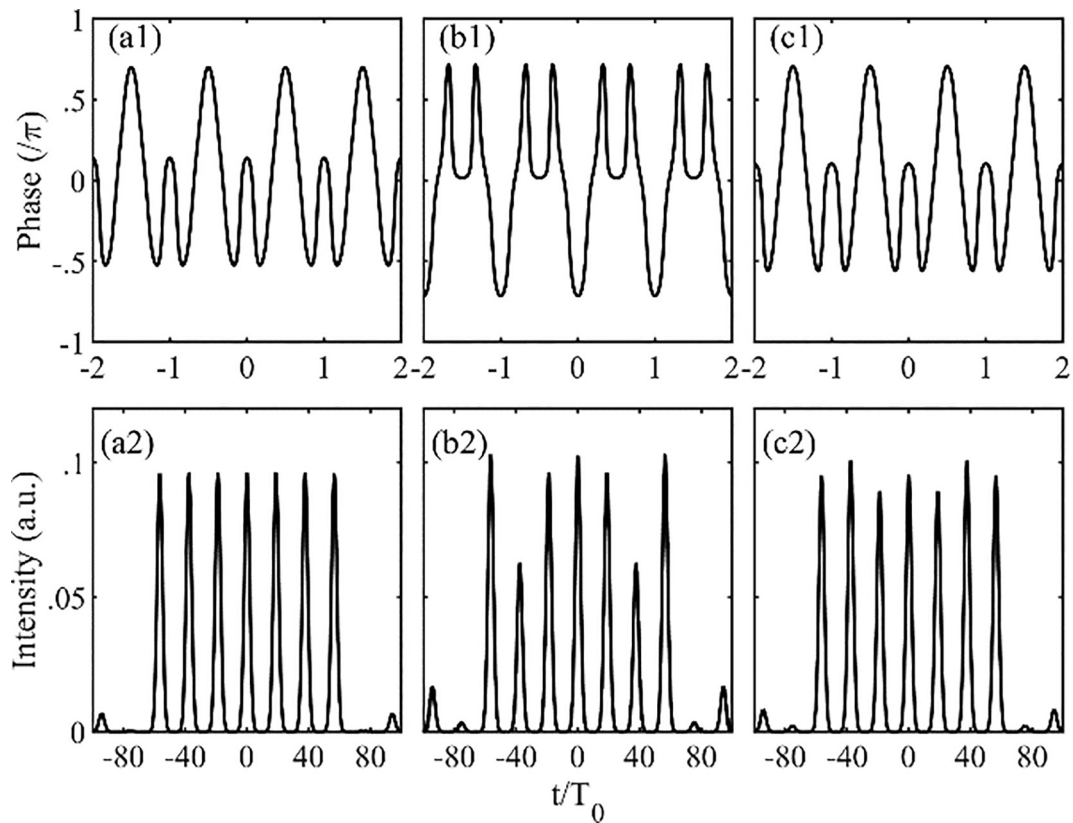 1 (a1) (b1) (c1)
Phase (/π)
.5
0
-.5
-1
-2 -1 0 1 2 -2 -1 0 1 2 -2 -1 0 1 2
(a2) (b2) (c2)
Intensity (a.u.)
.1
.05
0
-80 -40 0 40 80 -80 -40 0 40 80 -80 -40 0 40 80
t/T₀